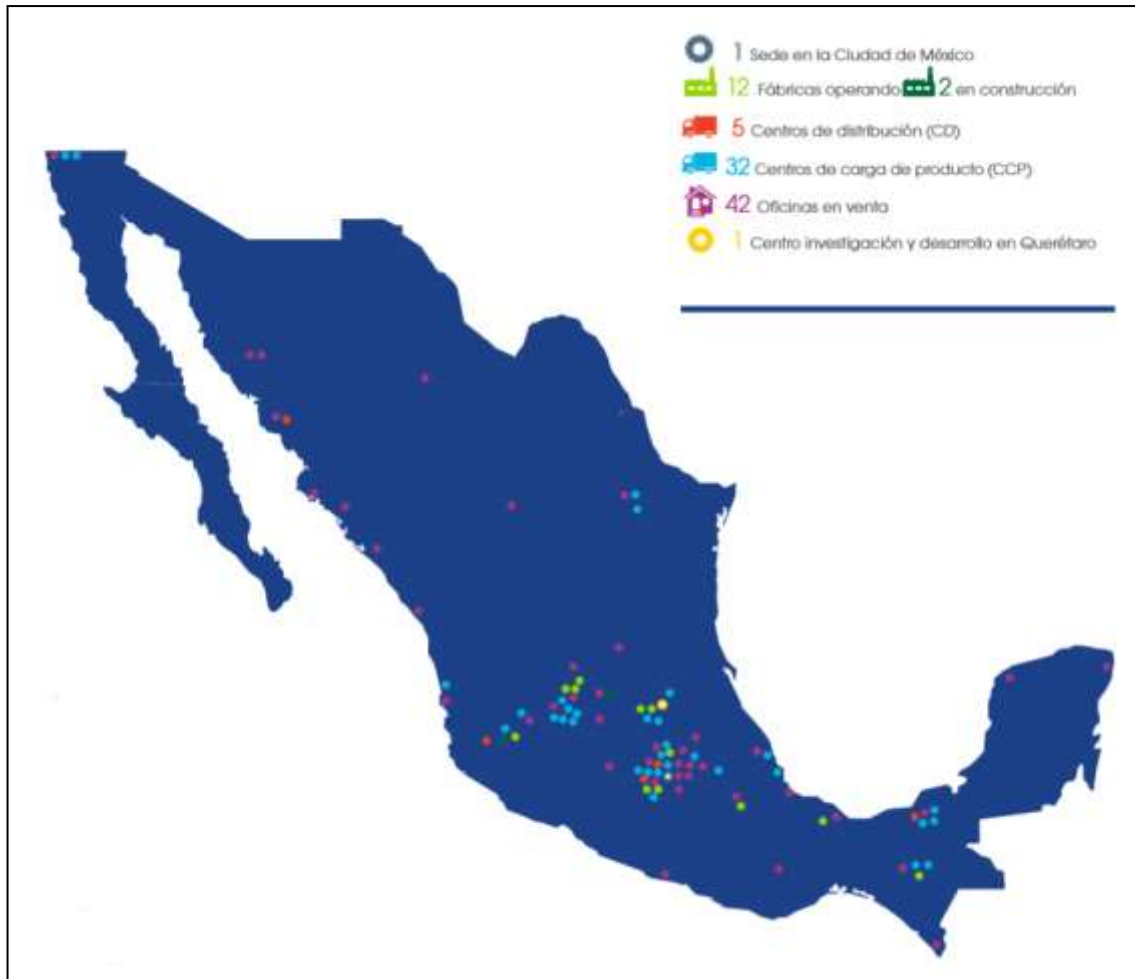 1 Sede en la Ciudad de México
12 Fábricas operando 2 en construcción
5 Centros de distribución (CD)
32 Centros de carga de producto (CCP)
42 Oficinas en venta
1 Centro investigación y desarrollo en Querétaro